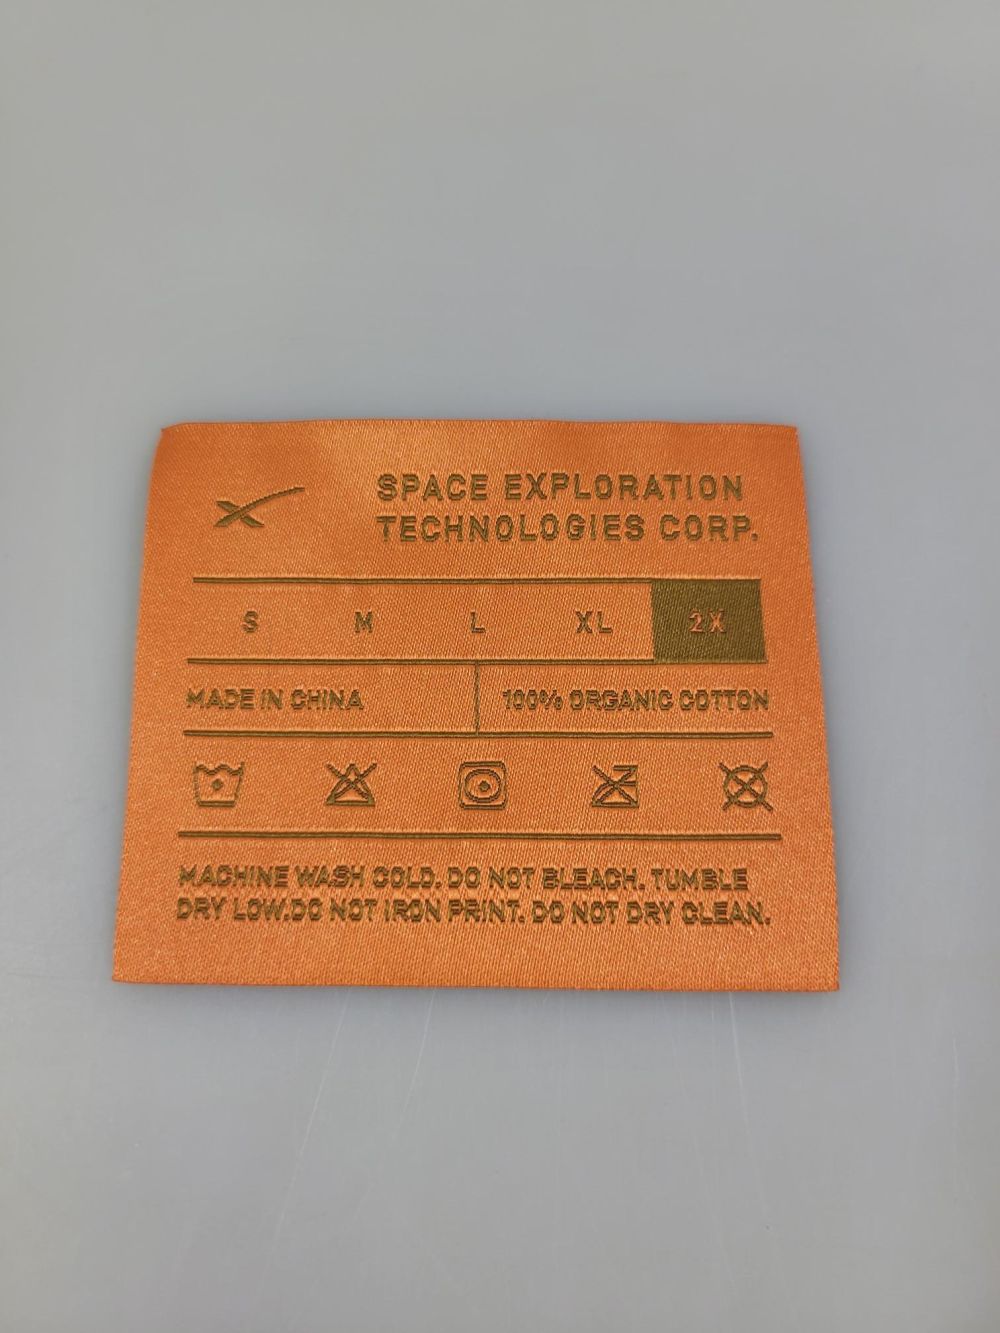 SPACE EXPLORATION
TECHNOLOGIES CORP.
S M L XL 2X
MADE IN CHINA 100% ORGANIC COTTON
MACHINE WASH COLD. DO NOT BLEACH. TUMBLE
DRY LOW.DO NOT IRON PRINT. DO NOT DRY CLEAN.